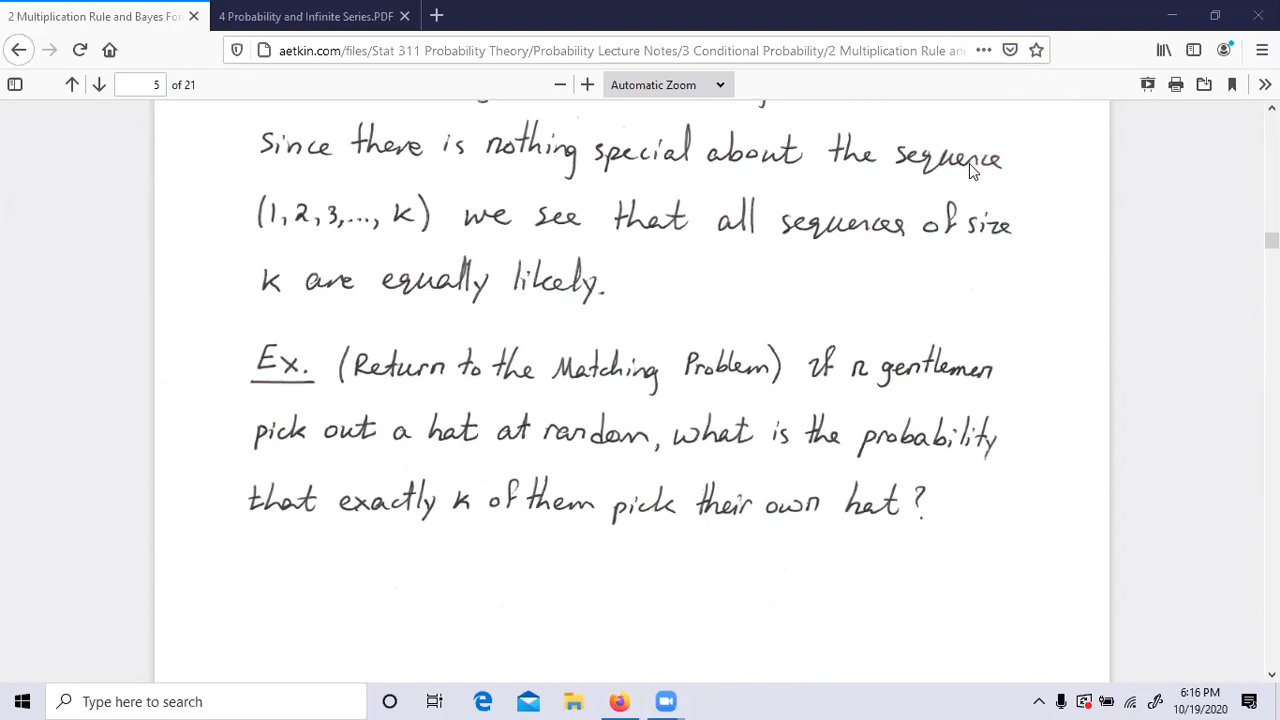 2 Multiplication Rule and Bayes For
4 Probability and Infinite Series.PDF
aetkin.com/files/Stat 311 Probability Theory/Probability Lecture Notes/3 Conditional Probability/2 Multiplication Rule and
5 of 21
Automatic Zoom
Since there is nothing special about the sequence
(1, 2, 3, ..., k) we see that all sequences of size
k are equally likely.
Ex. (Return to the Matching Problem) if n gentlemen
pick out a hat at random, what is the probability
that exactly k of them pick their own hat?
Type here to search
6:16 PM
10/19/2020